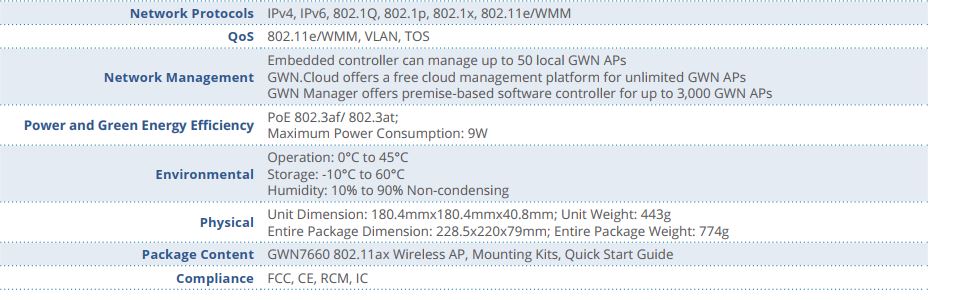 Network Protocols IPv4, IPv6, 802.1Q, 802.1p, 802.1x, 802.11e/WMM
QoS 802.11e/WMM, VLAN, TOS
Network Management Embedded controller can manage up to 50 local GWN APs
GWN.Cloud offers a free cloud management platform for unlimited GWN APs
GWN Manager offers premise-based software controller for up to 3,000 GWN APs
Power and Green Energy Efficiency PoE 802.3af/ 802.3at;
Maximum Power Consumption: 9W
Environmental Operation: 0°C to 45°C
Storage: -10°C to 60°C
Humidity: 10% to 90% Non-condensing
Physical Unit Dimension: 180.4mmx180.4mmx40.8mm; Unit Weight: 443g
Entire Package Dimension: 228.5x220x79mm; Entire Package Weight: 774g
Package Content GWN7660 802.11ax Wireless AP, Mounting Kits, Quick Start Guide
Compliance FCC, CE, RCM, IC